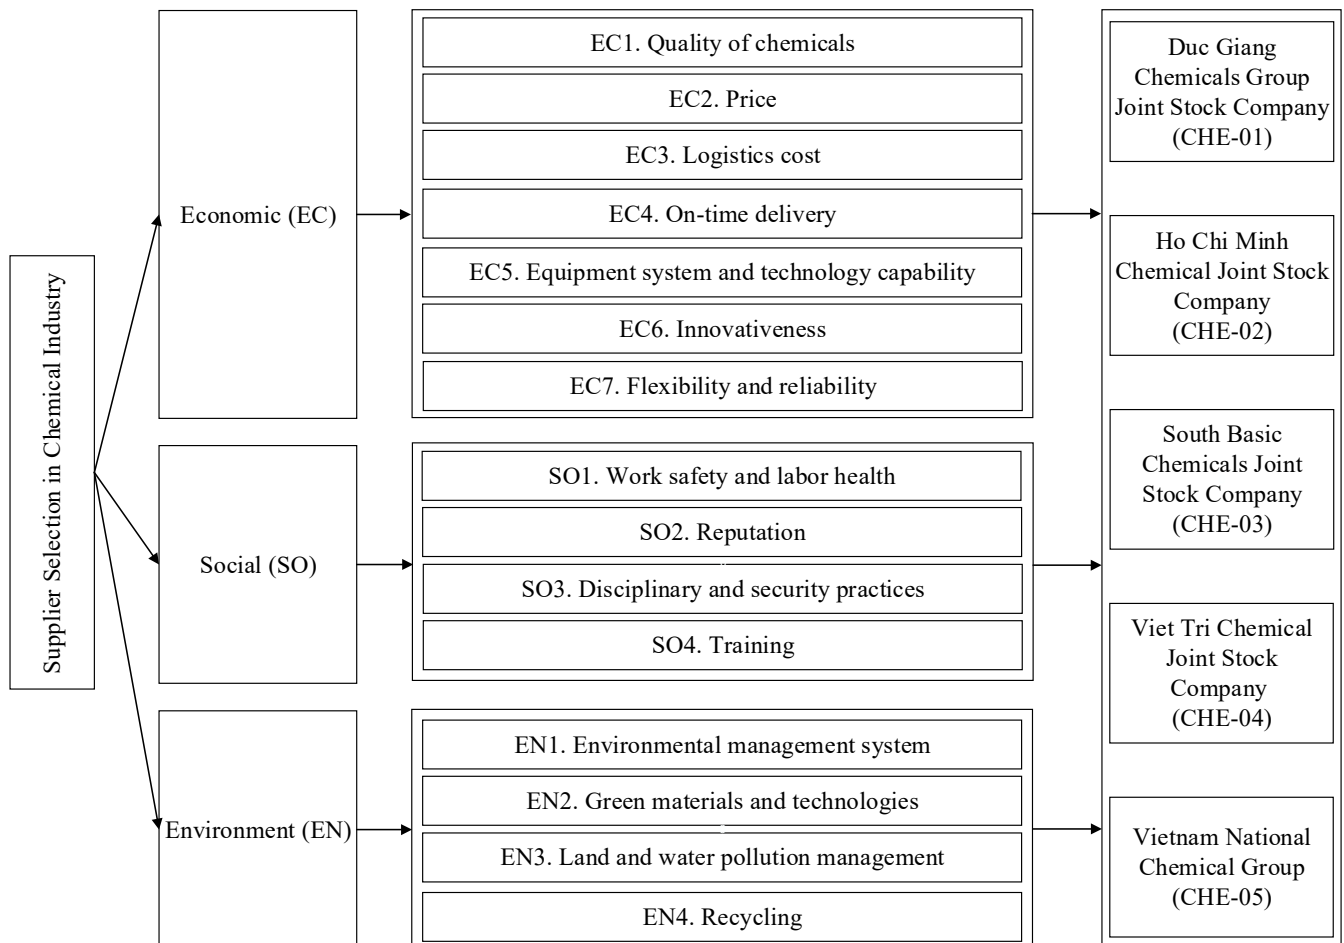 Supplier Selection in Chemical Industry
Economic (EC)
EC1. Quality of chemicals
EC2. Price
EC3. Logistics cost
EC4. On-time delivery
EC5. Equipment system and technology capability
EC6. Innovativeness
EC7. Flexibility and reliability
Social (SO)
SO1. Work safety and labor health
SO2. Reputation
SO3. Disciplinary and security practices
SO4. Training
Environment (EN)
EN1. Environmental management system
EN2. Green materials and technologies
EN3. Land and water pollution management
EN4. Recycling
Duc Giang
Chemicals Group
Joint Stock Company
(CHE-01)
Ho Chi Minh
Chemical Joint Stock
Company
(CHE-02)
South Basic
Chemicals Joint
Stock Company
(CHE-03)
Viet Tri Chemical
Joint Stock
Company
(CHE-04)
Vietnam National
Chemical Group
(CHE-05)